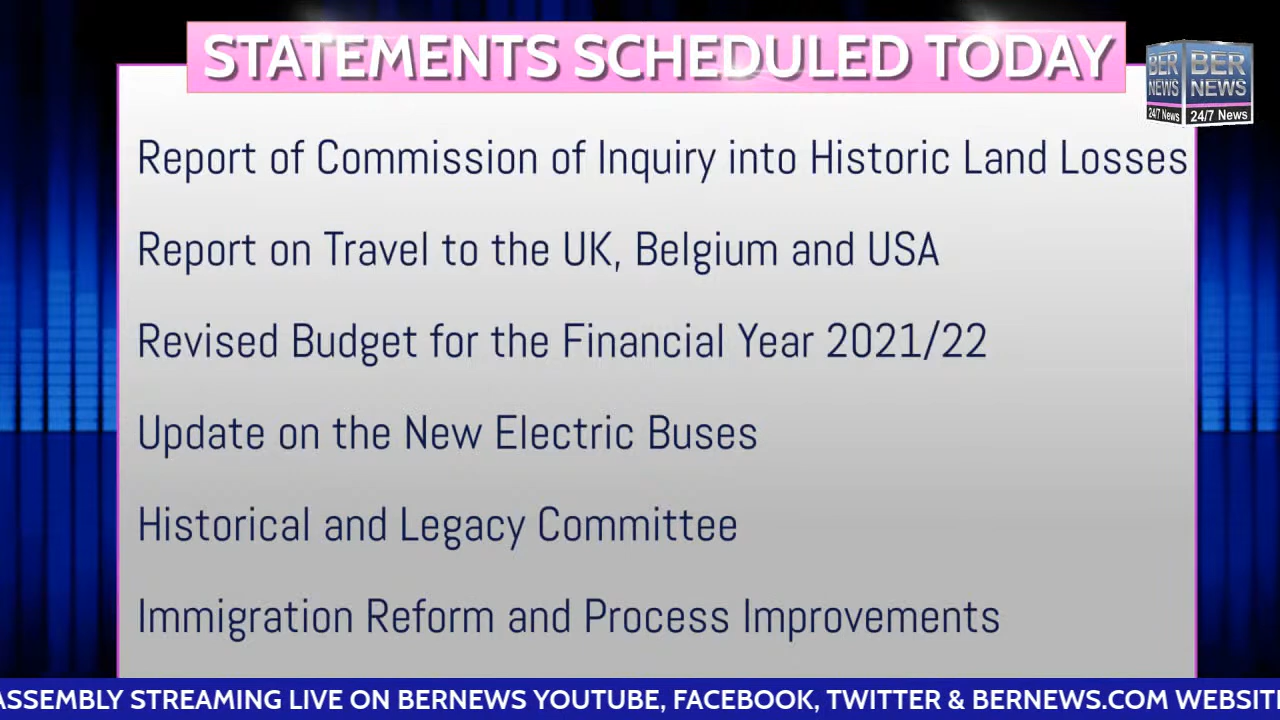 STATEMENTS SCHEDULED TODAY
BER BER
NEWS NEWS
24/7 News 24/7 News
Report of Commission of Inquiry into Historic Land Losses
Report on Travel to the UK, Belgium and USA
Revised Budget for the Financial Year 2021/22
Update on the New Electric Buses
Historical and Legacy Committee
Immigration Reform and Process Improvements
ASSEMBLY STREAMING LIVE ON BERNEWS YOUTUBE, FACEBOOK, TWITTER & BERNEWS.COM WEBSITE